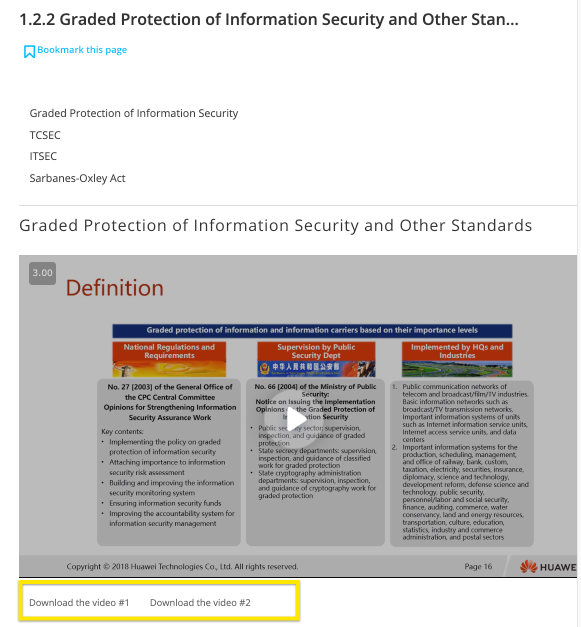 1.2.2 Graded Protection of Information Security and Other Stan...
Bookmark this page
Graded Protection of Information Security
TCSEC
ITSEC
Sarbanes-Oxley Act
Graded Protection of Information Security and Other Standards
3.00
Definition
Graded protection of information and information carriers based on their importance levels
National Regulations and
Requirements
No. 27 [2003] of the General Office of
the CPC Central Committee
Opinions for Strengthening Information
Security Assurance Work
Key contents:
• Implementing the policy on graded
protection of information security
• Attaching importance to information
security risk assessment
• Building and improving the information
security monitoring system
• Ensuring information security funds
• Improving the accountability system for
information security management
Supervision by Public
Security Dept
中华人民共和国公安部
No. 66 [2004] of the Ministry of Public
Security:
Notice on Issuing the Implementation
Opinions the Graded Protection of
Security
• Public sector: supervision,
inspection, and guidance of graded
protection
• State secrecy departments: supervision,
inspection, and guidance of classified
work for graded protection
• State cryptography administration
departments: supervision, inspection,
and guidance of cryptography work for
graded protection
Implemented by HQs and
Industries
1. Public communication networks of
telecom and broadcast/film/TV industries,
Basic information networks such as
broadcast/TV transmission networks.
Important information systems of units
such as Internet information service units,
Internet access service units, and data
centers
2. Important information systems for the
production, scheduling, management,
and office of railway, bank, custom,
taxation, electricity, securities, insurance,
diplomacy, science and technology,
development reform, defense science and
technology, public security,
personnel/labor and social security,
finance, auditing, commerce, water
conservancy, land and energy resources,
transportation, culture, education,
statistics, industry and commerce
administration, and postal sectors
Copyright © 2018 Huawei Technologies Co., Ltd. All rights reserved.
Page 16
HUAWE
Download the video #1 Download the video #2